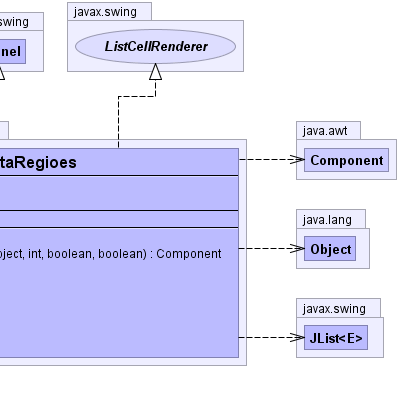 swing
nel
javax.swing
ListCellRenderer
taRegioes
oject, int, boolean, boolean) : Component
java.awt
Component
java.lang
Object
javax.swing
JList<E>